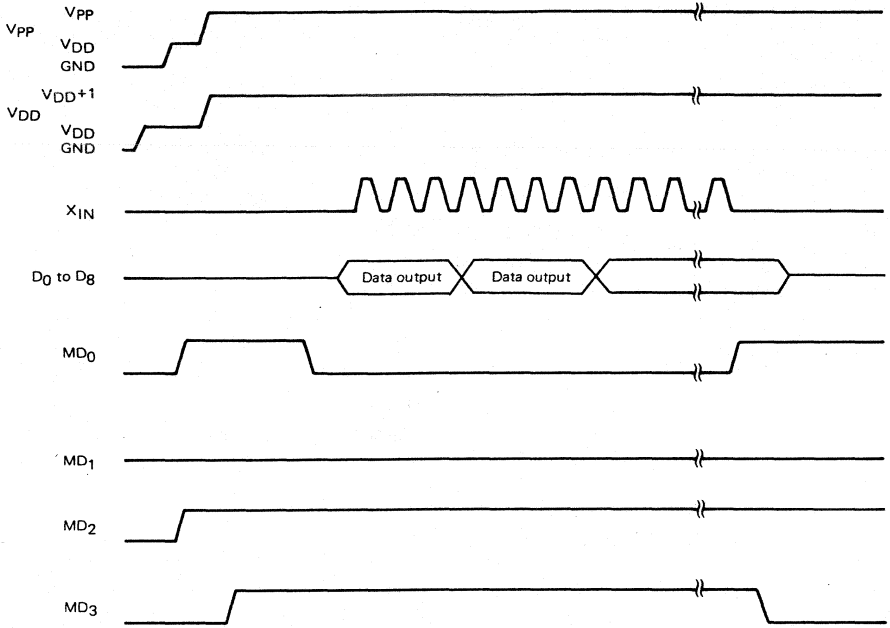 VPP
VPP
VDD
GND
VDD+1
VDD
VDD
GND
XIN
D0 to D8
Data output
Data output
MD0
MD1
MD2
MD3